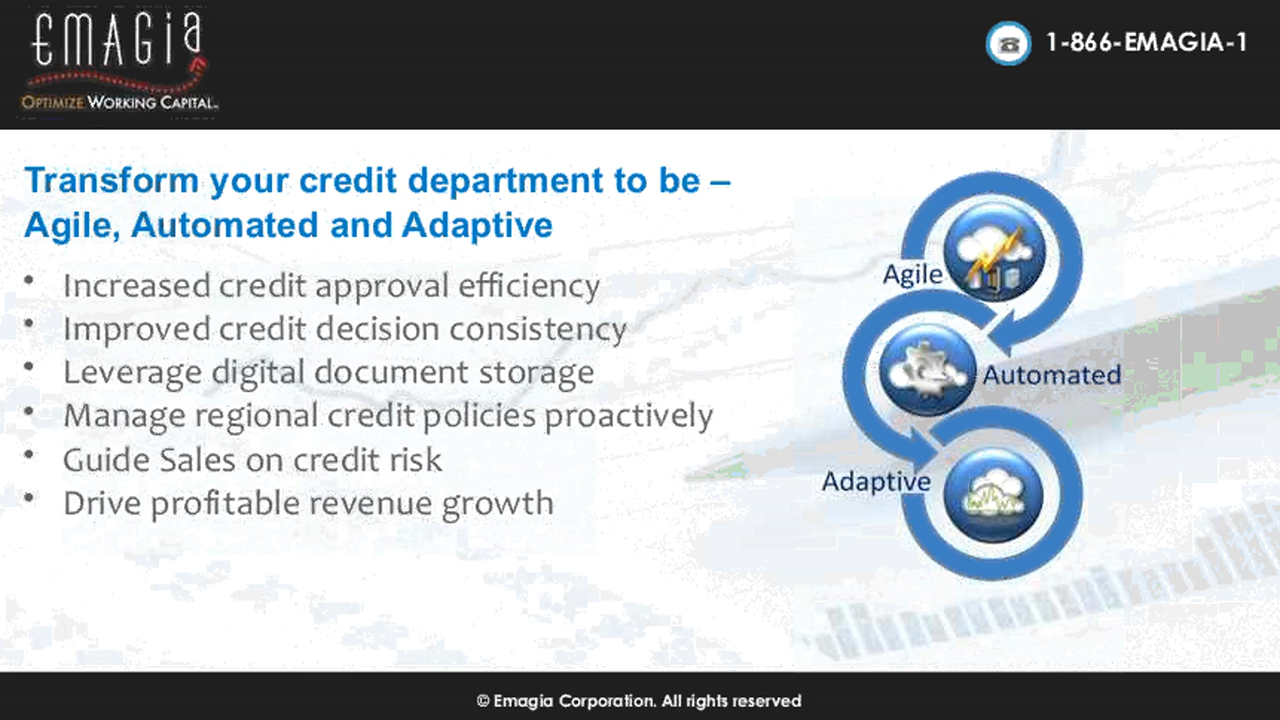 EMAGIA
OPTIMIZE WORKING CAPITAL™
1-866-EMAGIA-1
Transform your credit department to be –
Agile, Automated and Adaptive
• Increased credit approval efficiency
• Improved credit decision consistency
• Leverage digital document storage
• Manage regional credit policies proactively
• Guide Sales on credit risk
• Drive profitable revenue growth
Agile
Automated
Adaptive
© Emagia Corporation. All rights reserved